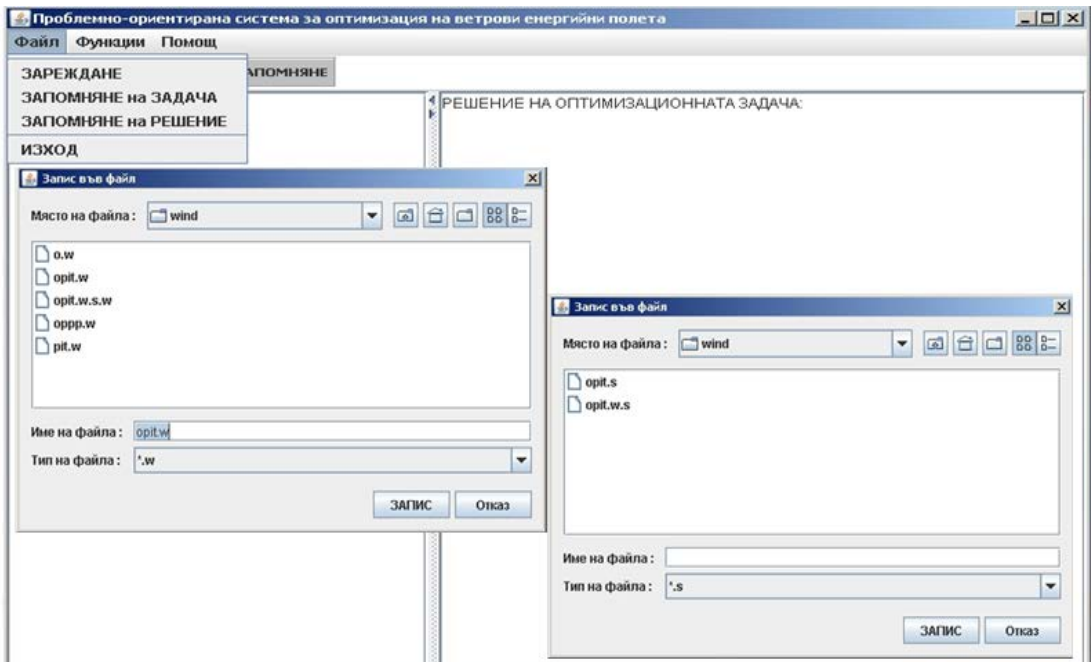 Проблемно-ориентирана система за оптимизация на ветрови енергийни полета
Файл Функции Помощ
ЗАРЕЖДАНЕ
ЗАПОМНЯНЕ на ЗАДАЧА
ЗАПОМНЯНЕ на РЕШЕНИЕ
ИЗХОД
АПОМНЯНЕ
РЕШЕНИЕ НА ОПТИМИЗАЦИОННАТА ЗАДАЧА:
Запис във файл
Място на файла : wind
o.w
opit.w
opit.w.s.w
oppp.w
pit.w
Име на файла : opit.w
Тип на файла : *.w
ЗАПИС Отказ
Запис във файл
Място на файла : wind
opit.s
opit.w.s
Име на файла :
Тип на файла : *.s
ЗАПИС Отказ